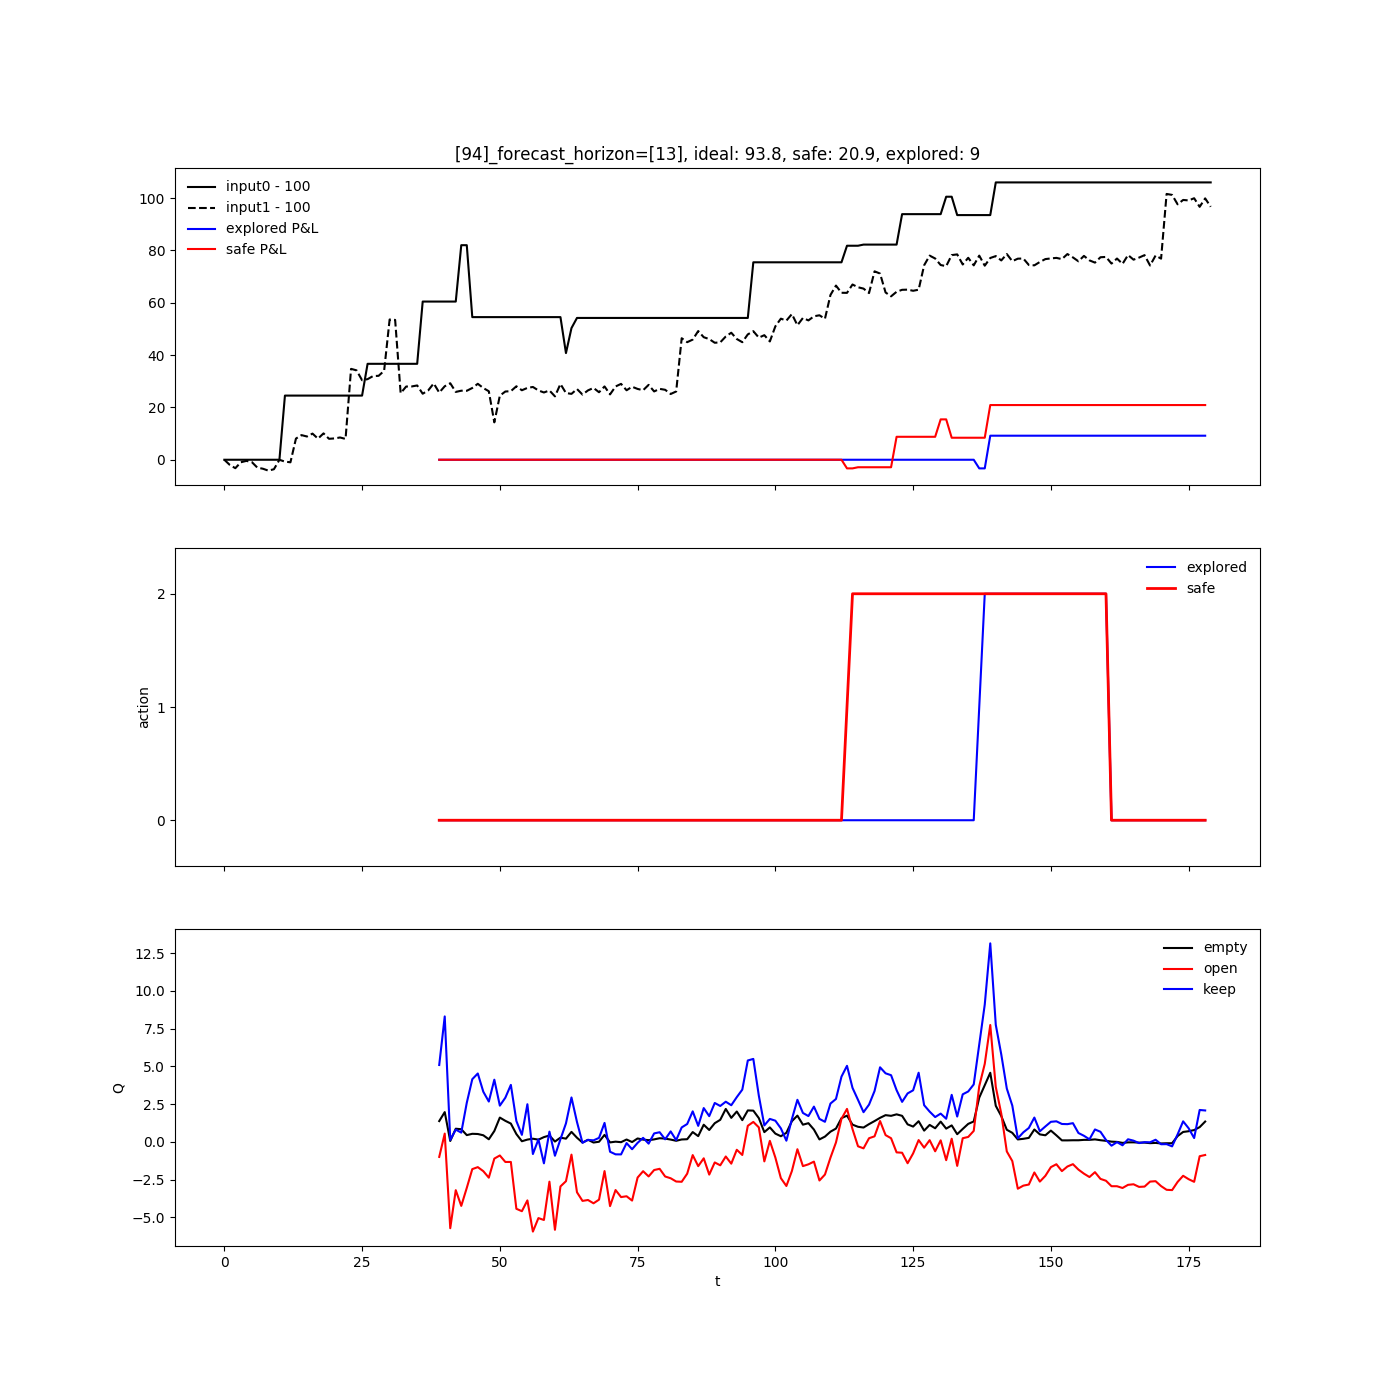 [94]_forecast_horizon=[13], ideal: 93.8, safe: 20.9, explored: 9
input0 - 100
input1 - 100
explored P&L
safe P&L
100
80
60
40
20
0
explored
safe
2
1
0
action
empty
open
keep
12.5
10.0
7.5
5.0
2.5
0.0
−2.5
−5.0
Q
0 25 50 75 100 125 150 175
t